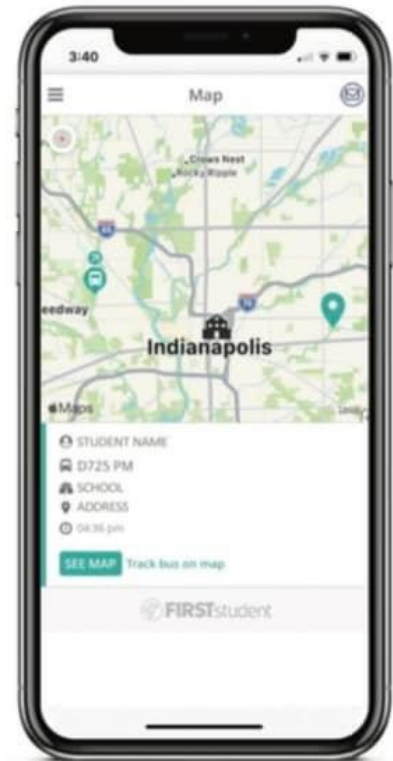 3:40
Map
Crows Nest
Rocky Ripple
65
eedway
Indianapolis
Maps
STUDENT NAME
D725 PM
SCHOOL
ADDRESS
04:36 pm
SEE MAP Track bus on map
FIRSTstudent